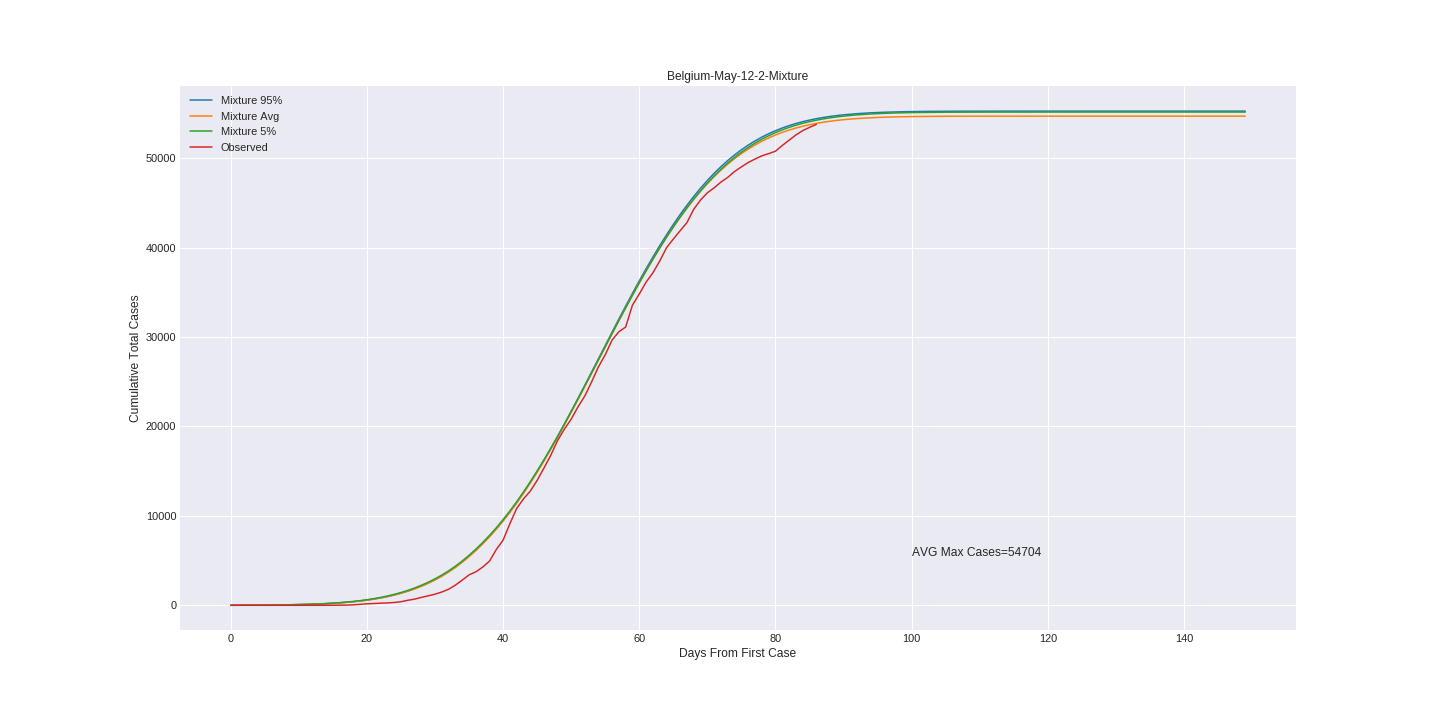 Belgium-May-12-2-Mixture
Mixture 95%
Mixture Avg
Mixture 5%
Observed
50000
40000
30000
20000
10000
0
Cumulative Total Cases
AVG Max Cases=54704
0 20 40 60 80 100 120 140
Days From First Case